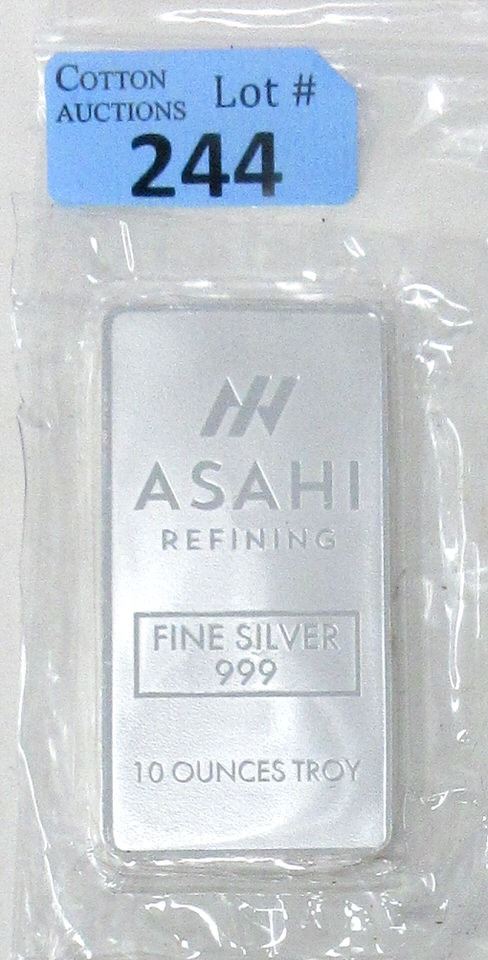 COTTON
AUCTIONS Lot #
244
ASAHI
REFINING
FINE SILVER
999
10 OUNCES TROY